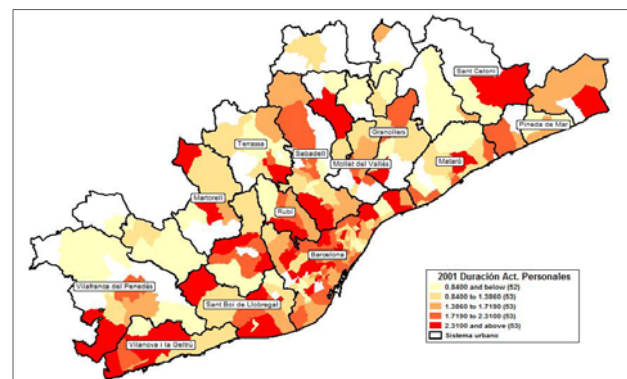 Sant Celoni
Pineda de Mar
Granollers
Terrassa
Sabadell
Mollet del Vallès
Mataró
Martorell
Rubí
Barcelona
Vilafranca del Penedès
Sant Boi de Llobregat
Vilanova i la Geltrú
2001 Duración Act. Personales
0.8400 and below (52)
0.8400 to 1.3860 (53)
1.3860 to 1.7190 (53)
1.7190 to 2.3100 (53)
2.3100 and above (53)
Sistema urbano